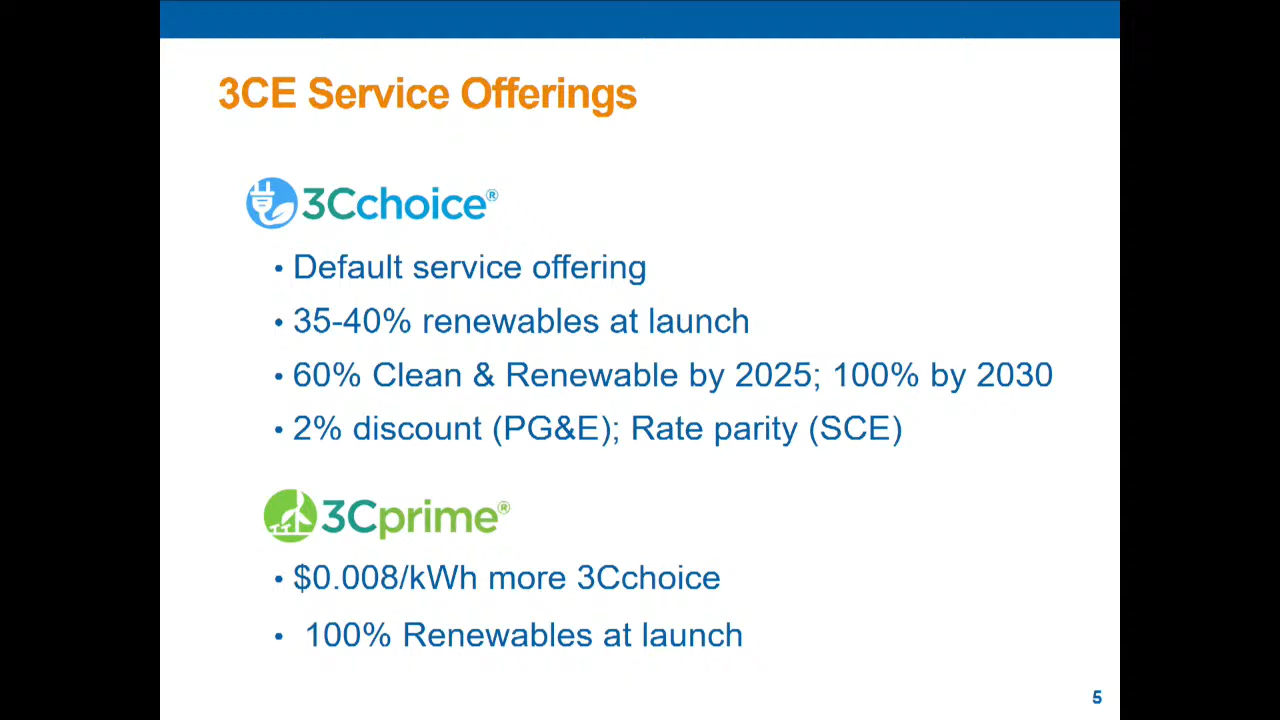 3CE Service Offerings
3Cchoice®
• Default service offering
• 35-40% renewables at launch
• 60% Clean & Renewable by 2025; 100% by 2030
• 2% discount (PG&E); Rate parity (SCE)
3Cprime®
• $0.008/kWh more 3Cchoice
• 100% Renewables at launch
5